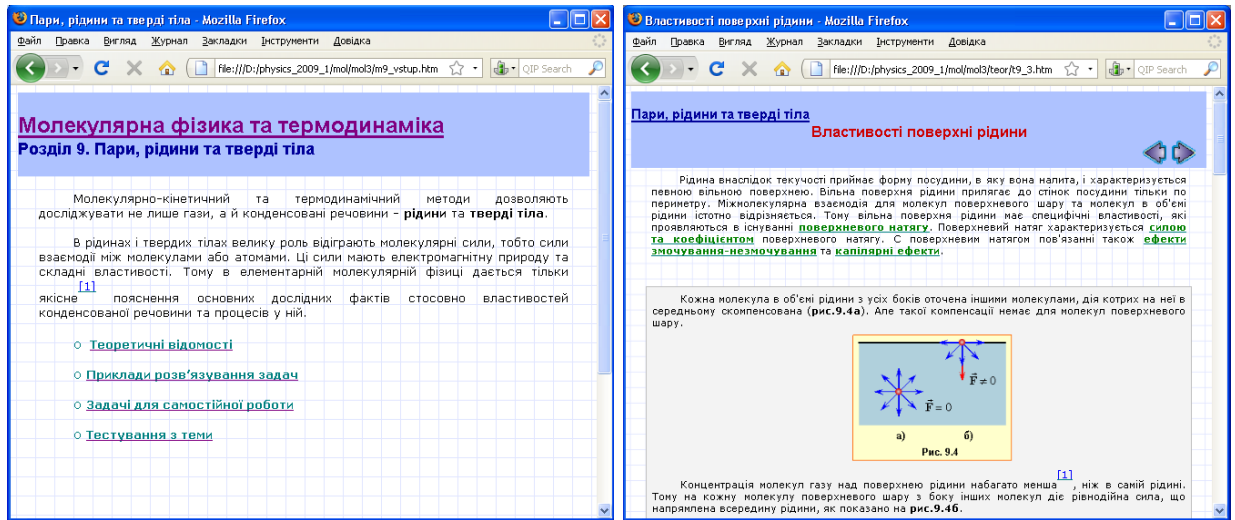 Пари, рідини та тверді тіла - Mozilla Firefox
Файл Правка Вигляд Журнал Закладки Інструменти Довідка
file:///D:/physics_2009_1/mol/mol3/m9_vstup.htm QIP Search
Молекулярна фізика та термодинаміка
Розділ 9. Пари, рідини та тверді тіла
Молекулярно-кінетичний та термодинамічний методи дозволяють
досліджувати не лише гази, а й конденсовані речовини – рідини та тверді тіла.
В рідинах і твердих тілах велику роль відіграють молекулярні сили, тобто сили
взаємодії між молекулами або атомами. Ці сили мають електромагнітну природу та
складні властивості. Тому в елементарній молекулярній фізиці дається тільки
якісне[1] пояснення основних дослідних фактів стосовно властивостей
конденсованої речовини та процесів у ній.
Теоретичні відомості
Приклади розв'язування задач
Задачі для самостійної роботи
Тестування з теми
Властивості поверхні рідини - Mozilla Firefox
Файл Правка Вигляд Журнал Закладки Інструменти Довідка
file:///D:/physics_2009_1/mol/mol3/teor/t9_3.htm QIP Search
Пари, рідини та тверді тіла
Властивості поверхні рідини
Рідина внаслідок текучості приймає форму посудини, в яку вона налита, і характеризується
певною вільною поверхнею. Вільна поверхня рідини прилягає до стінок посудини тільки по
периметру. Міжмолекулярна взаємодія для молекул поверхневого шару та молекул в об'ємі
рідини істотно відрізняється. Тому вільна поверхня рідини має специфічні властивості, які
проявляються в існуванні поверхневого натягу. Поверхневий натяг характеризується силою
та коефіцієнтом поверхневого натягу. С поверхневим натягом пов'язанні також ефекти
змочування-незмочування та капілярні ефекти.
Кожна молекула в об'ємі рідини з усіх боків оточена іншими молекулами, дія котрих на неї в
середньому скомпенсована (рис.9.4а). Але такої компенсації немає для молекул поверхневого
шару.
F⃗ ≠ 0
F⃗ = 0
а) б)
Рис. 9.4
Концентрація молекул газу над поверхнею рідини набагато менша[1], ніж в самій рідині.
Тому на кожну молекулу поверхневого шару з боку інших молекул діє рівнодійна сила, що
напрямлена всередину рідини, як показано на рис.9.4б.